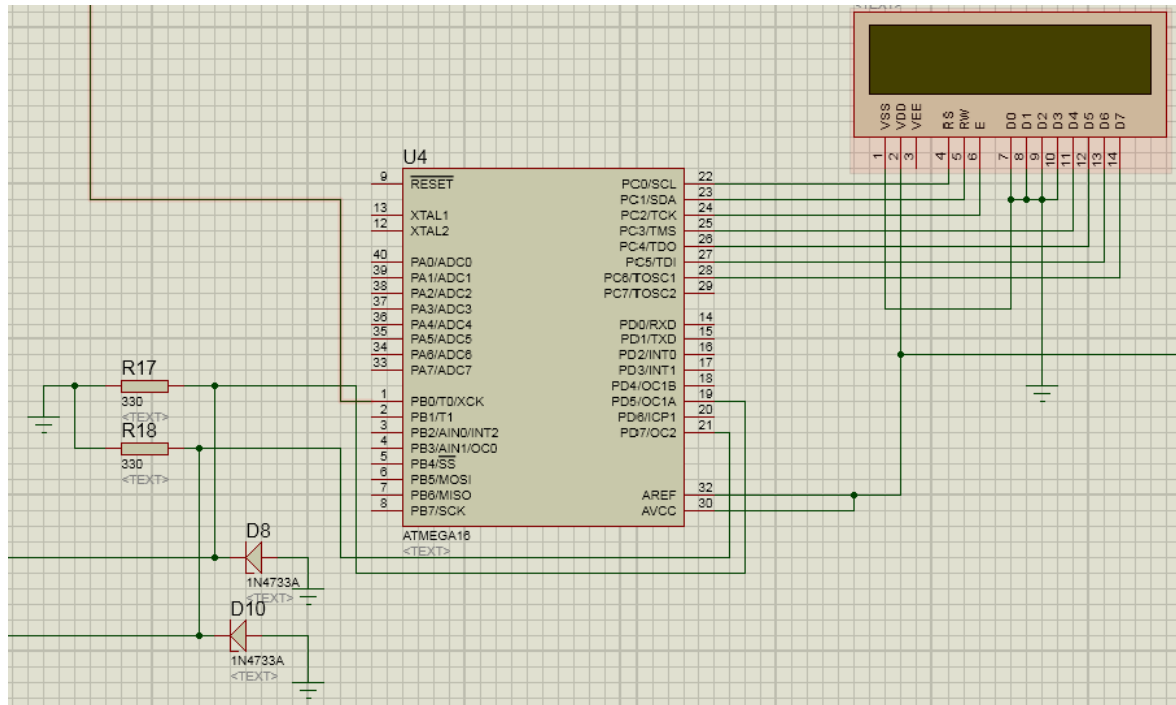 <TEXT>
VSS VDD VEE RS RW E D0 D1 D2 D3 D4 D5 D6 D7
1 2 3 4 5 6 7 8 9 10 11 12 13 14
U4
9 RESET PC0/SCL 22
PC1/SDA 23
13 XTAL1 PC2/TCK 24
12 XTAL2 PC3/TMS 25
PC4/TDO 26
40 PA0/ADC0 PC5/TDI 27
39 PA1/ADC1 PC6/TOSC1 28
38 PA2/ADC2 PC7/TOSC2 29
37 PA3/ADC3
36 PA4/ADC4 PD0/RXD 14
35 PA5/ADC5 PD1/TXD 15
34 PA6/ADC6 PD2/INT0 16
33 PA7/ADC7 PD3/INT1 17
PD4/OC1B 18
1 PB0/T0/XCK PD5/OC1A 19
2 PB1/T1 PD6/ICP1 20
3 PB2/AIN0/INT2 PD7/OC2 21
4 PB3/AIN1/OC0
5 PB4/SS
6 PB5/MOSI
7 PB6/MISO AREF 32
8 PB7/SCK AVCC 30
ATMEGA16
<TEXT>
R17
330
<TEXT>
R18
330
<TEXT>
D8
1N4733A
<TEXT>
D10
1N4733A
<TEXT>